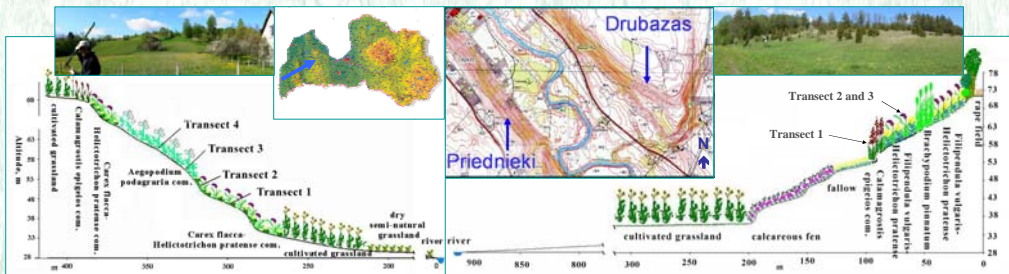 Drubazas
Priednieki
N
Altitude, m
68
63
58
53
48
43
38
33
28
cultivated grassland
Calamagrostis epigeios com.
Helictotrichon pratense com.
Carex flacca-
Transect 4
Transect 3
Transect 2
Transect 1
Aegopodium
podagraria com.
Carex flacca-
Helictotrichon pratense com.
cultivated grassland
dry
semi-natural
grassland
river
400
m
300
200
100
0
river
900
800
m
300
200
150
100
50
0
m
cultivated grassland
calcareous fen
fallow
Transect 1
Transect 2 and 3
Calamagrostis
epigeios com.
Filipendula vulgaris-
Helictotrichon pratense
Brachypodium pinnatum
Filipendula vulgaris-
Helictotrichon pratense
rape field
78
73
68
63
58
53
48
43
38
33
28